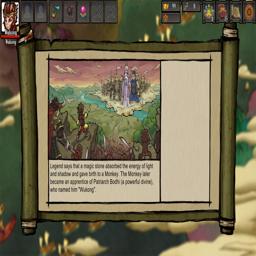 Wukong
Legend says that a magic stone absorbed the energy of light
and shadow and gave birth to a Monkey. The Monkey later
became an apprentice of Patriarch Bodhi (a powerful divine),
who named him "Wukong".